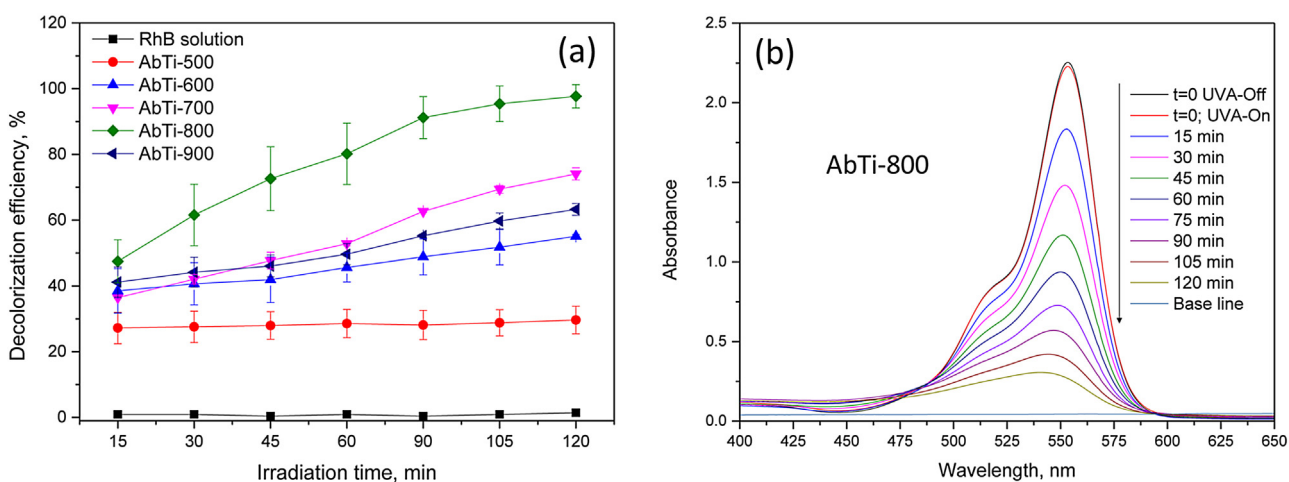 (a)
RhB solution
AbTi-500
AbTi-600
AbTi-700
AbTi-800
AbTi-900
Decolorization efficiency, %
120
100
80
60
40
20
0
15 30 45 60 90 105 120
Irradiation time, min
(b)
AbTi-800
t=0 UVA-Off
t=0; UVA-On
15 min
30 min
45 min
60 min
75 min
90 min
105 min
120 min
Base line
Absorbance
2.5
2.0
1.5
1.0
0.5
0.0
400 425 450 475 500 525 550 575 600 625 650
Wavelength, nm